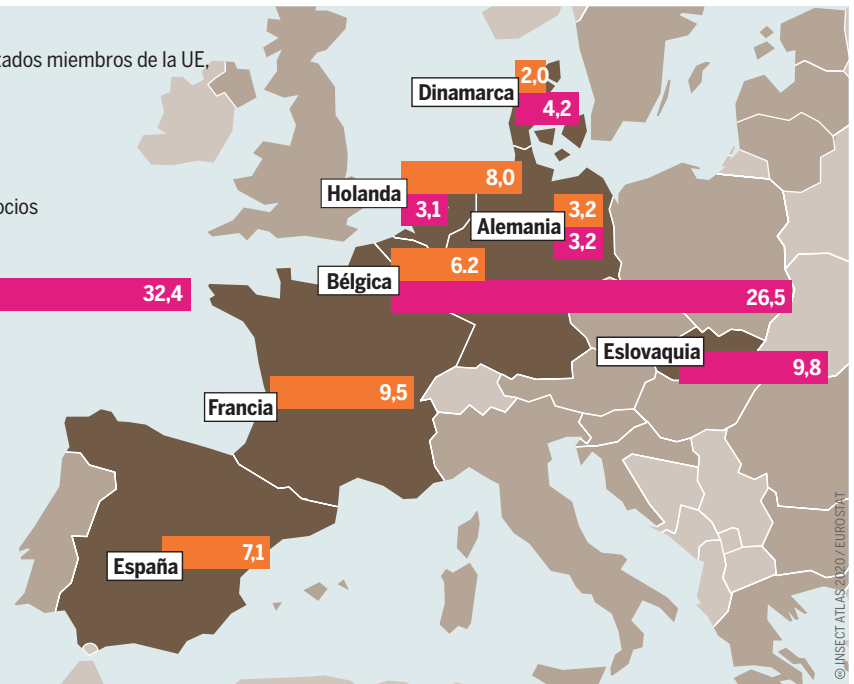 tados miembros de la UE,
ocios
32,4
Dinamarca
2,0
4,2
Holanda
8,0
3,1
Alemania
3,2
3,2
Bélgica
6.2
26,5
Eslovaquia
9,8
Francia
9,5
España
7,1
© INSECT ATLAS 2020 / EUROSTAT